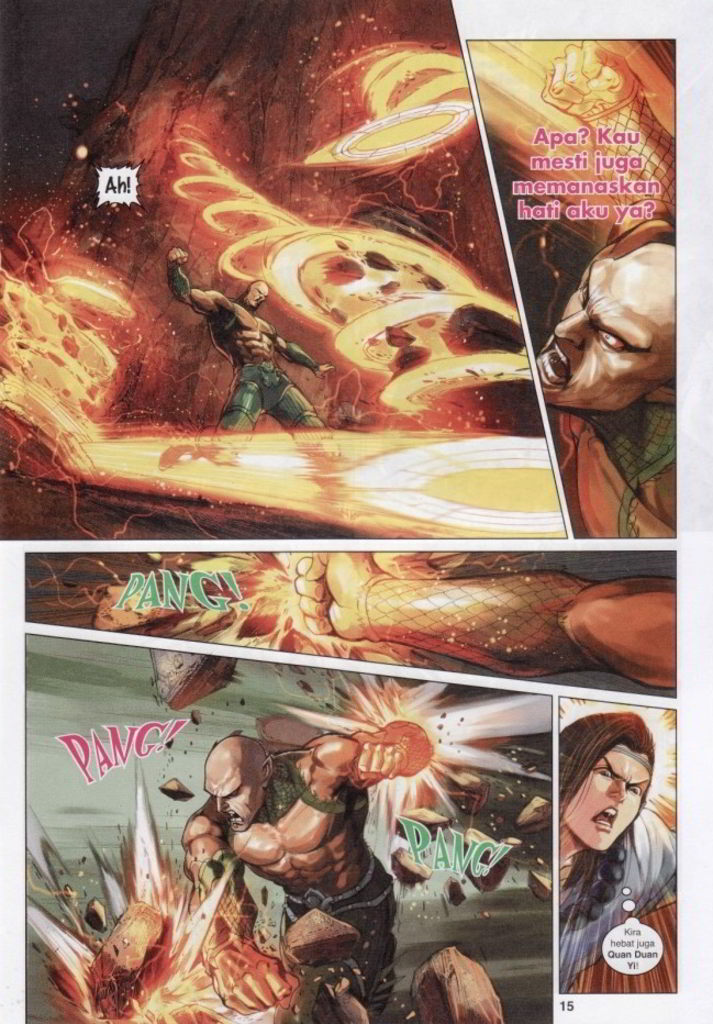 Ah!
Apa? Kau
mesti juga
memanaskan
hati aku ya?
PANG!
PANG!
PANG!
Kira
hebat juga
Quan Duan
Yi!
15